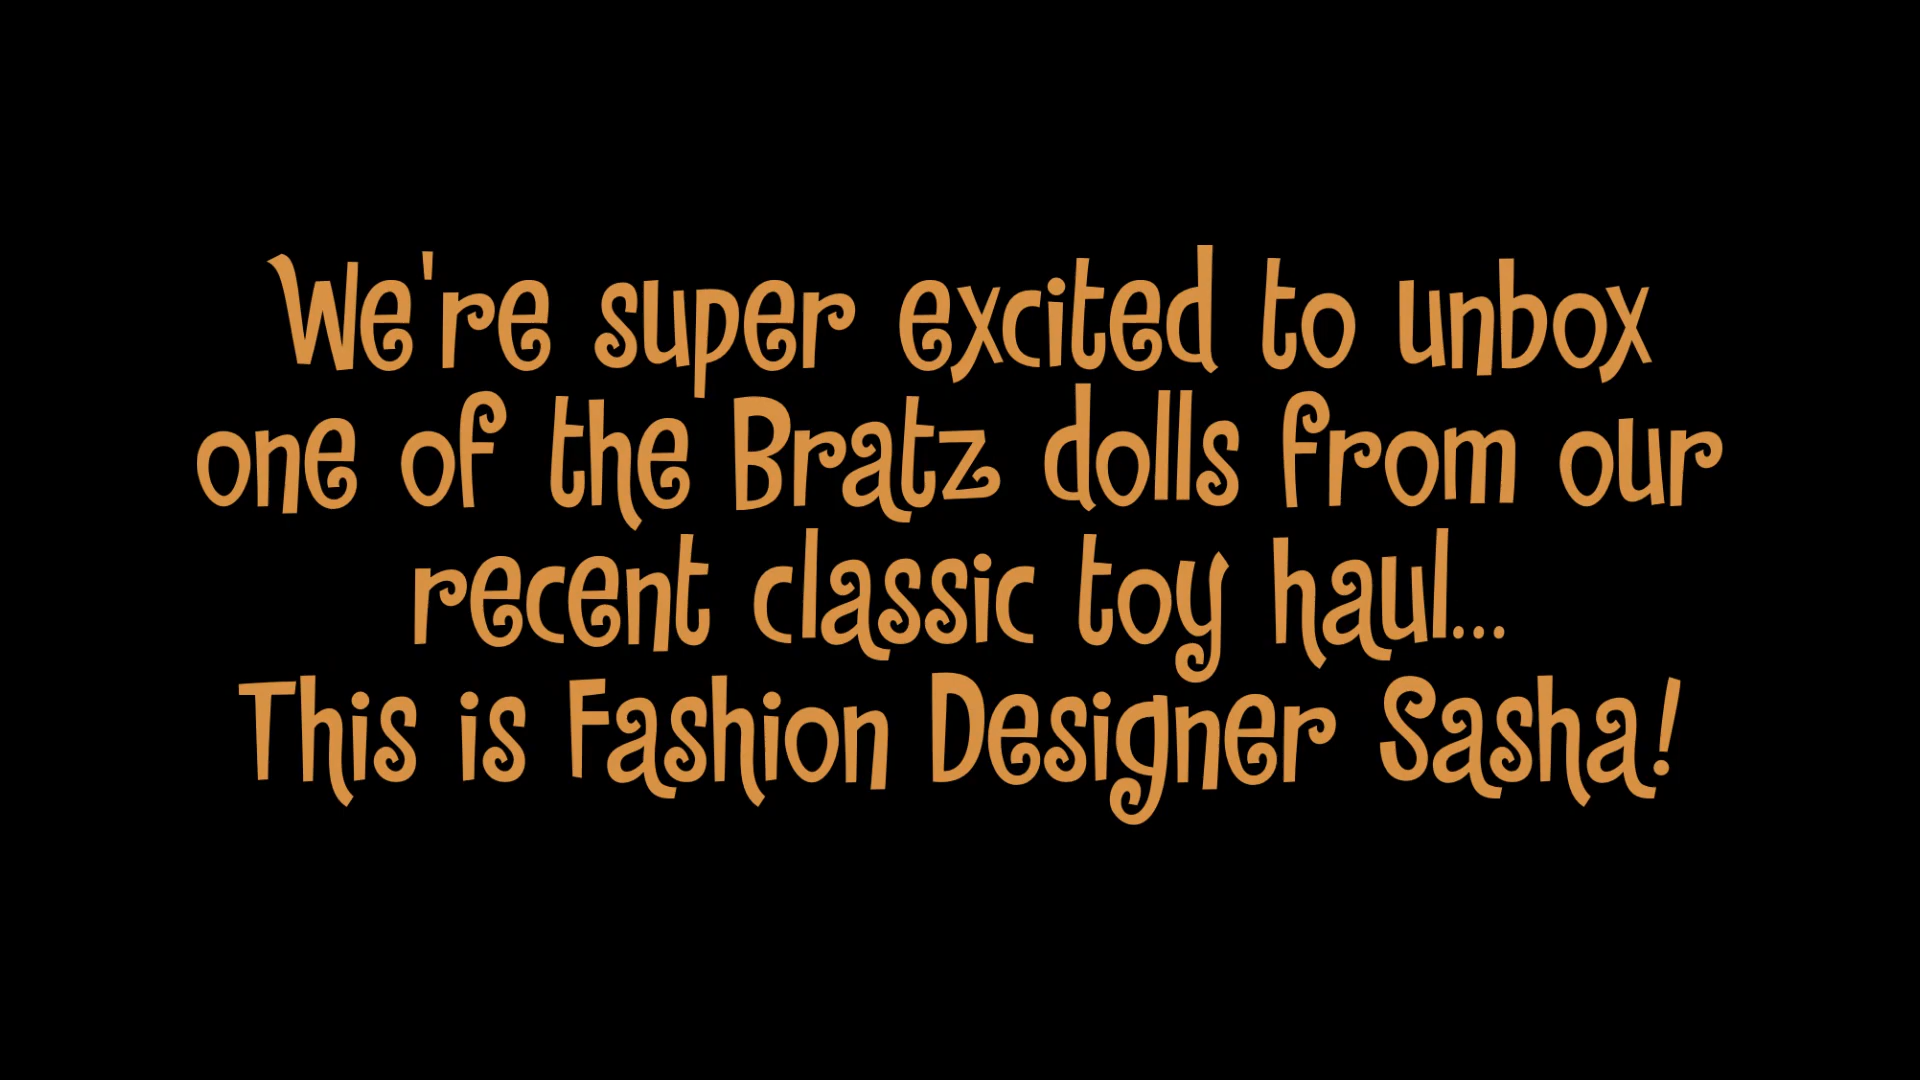 We're super excited to unbox
one of the Bratz dolls from our
recent classic toy haul...
This is Fashion Designer Sasha!